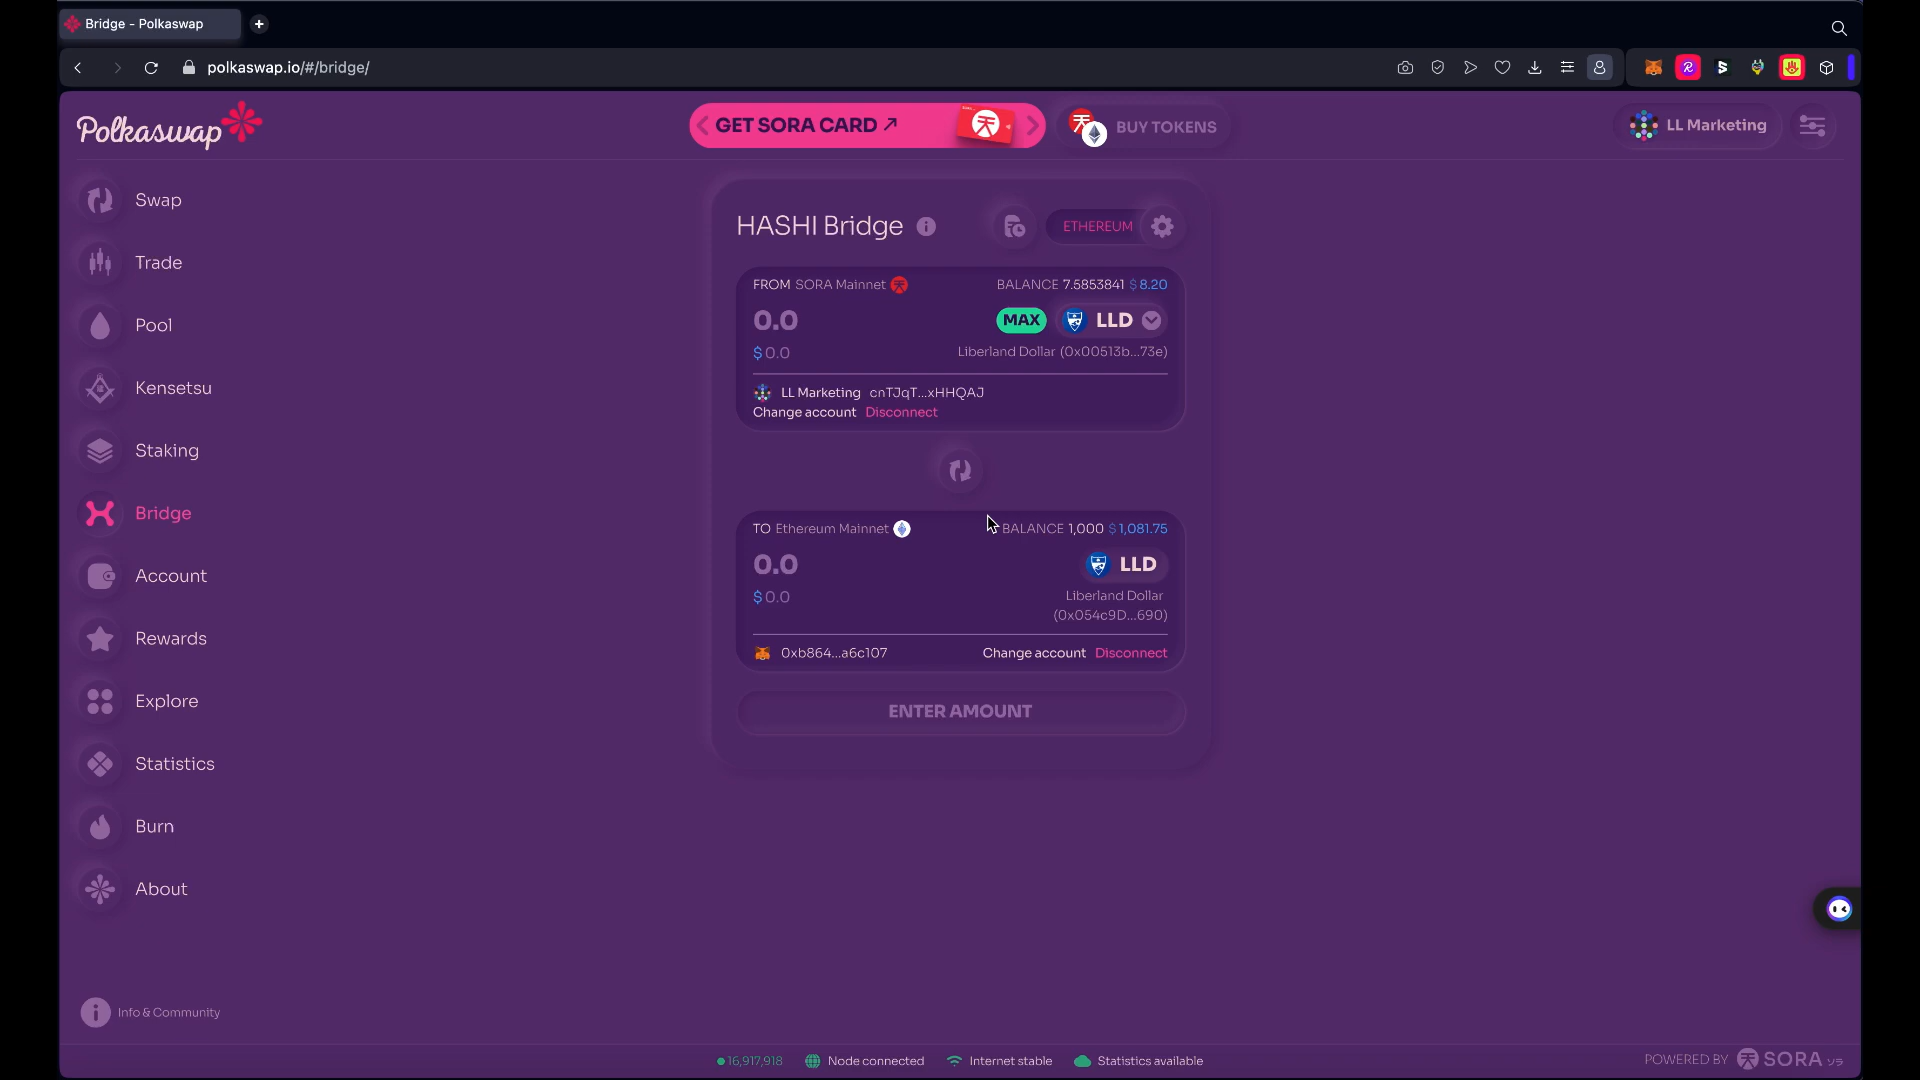 Bridge - Polkaswap
polkaswap.io/#/bridge/
Polkaswap
GET SORA CARD
BUY TOKENS
LL Marketing
Swap
Trade
Pool
Kensetsu
Staking
Bridge
Account
Rewards
Explore
Statistics
Burn
About
Info & Community
HASHI Bridge
ETHEREUM
FROM SORA Mainnet
BALANCE 7.5853841 $8.20
0.0
MAX
LLD
$0.0
Liberland Dollar (0x00513b...73e)
LL Marketing cnTJqT...xHHQAJ
Change account Disconnect
TO Ethereum Mainnet
BALANCE 1,000 $1,081.75
0.0
LLD
$0.0
Liberland Dollar
(0x054c9D...690)
0xb864...a6c107
Change account Disconnect
ENTER AMOUNT
16,917,918
Node connected
Internet stable
Statistics available
POWERED BY 天 SORA ソラ